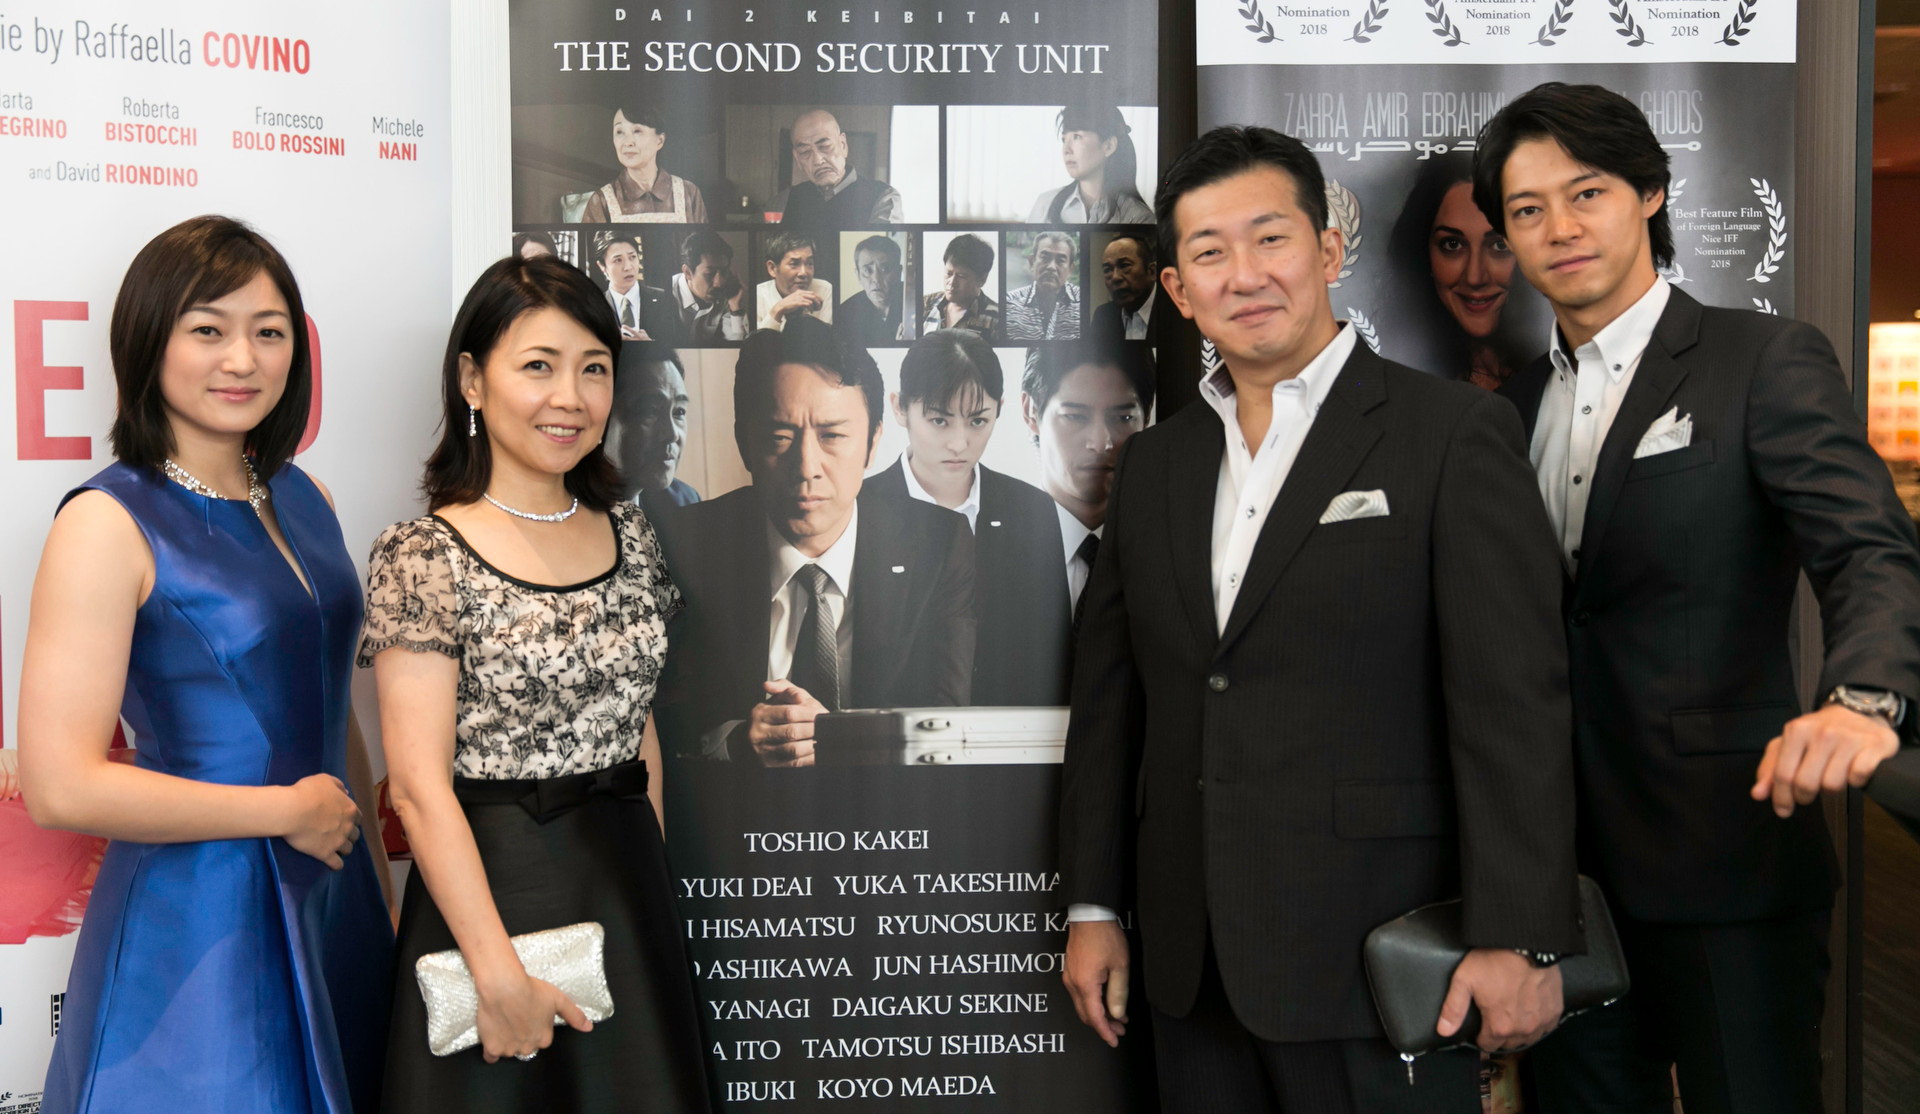 ie by Raffaella COVINO
arta
EGRINO
Roberta
BISTOCCHI
Francesco
BOLO ROSSINI
Michele
NANI
and David RIONDINO
E
DAI 2 KEIBITAI
THE SECOND SECURITY UNIT
TOSHIO KAKEI
YUKI DEAI YUKA TAKESHIMA
I HISAMATSU RYUNOSUKE KA
ASHIKAWA JUN HASHIMOT
YANAGI DAIGAKU SEKINE
A ITO TAMOTSU ISHIBASHI
IBUKI KOYO MAEDA
Nomination
2018
Nomination
2018
Nomination
2018
ZAHRA AMIR EBRAHIMI GHODS
Best Feature Film
of Foreign Language
Nice IFF
Nomination
2018